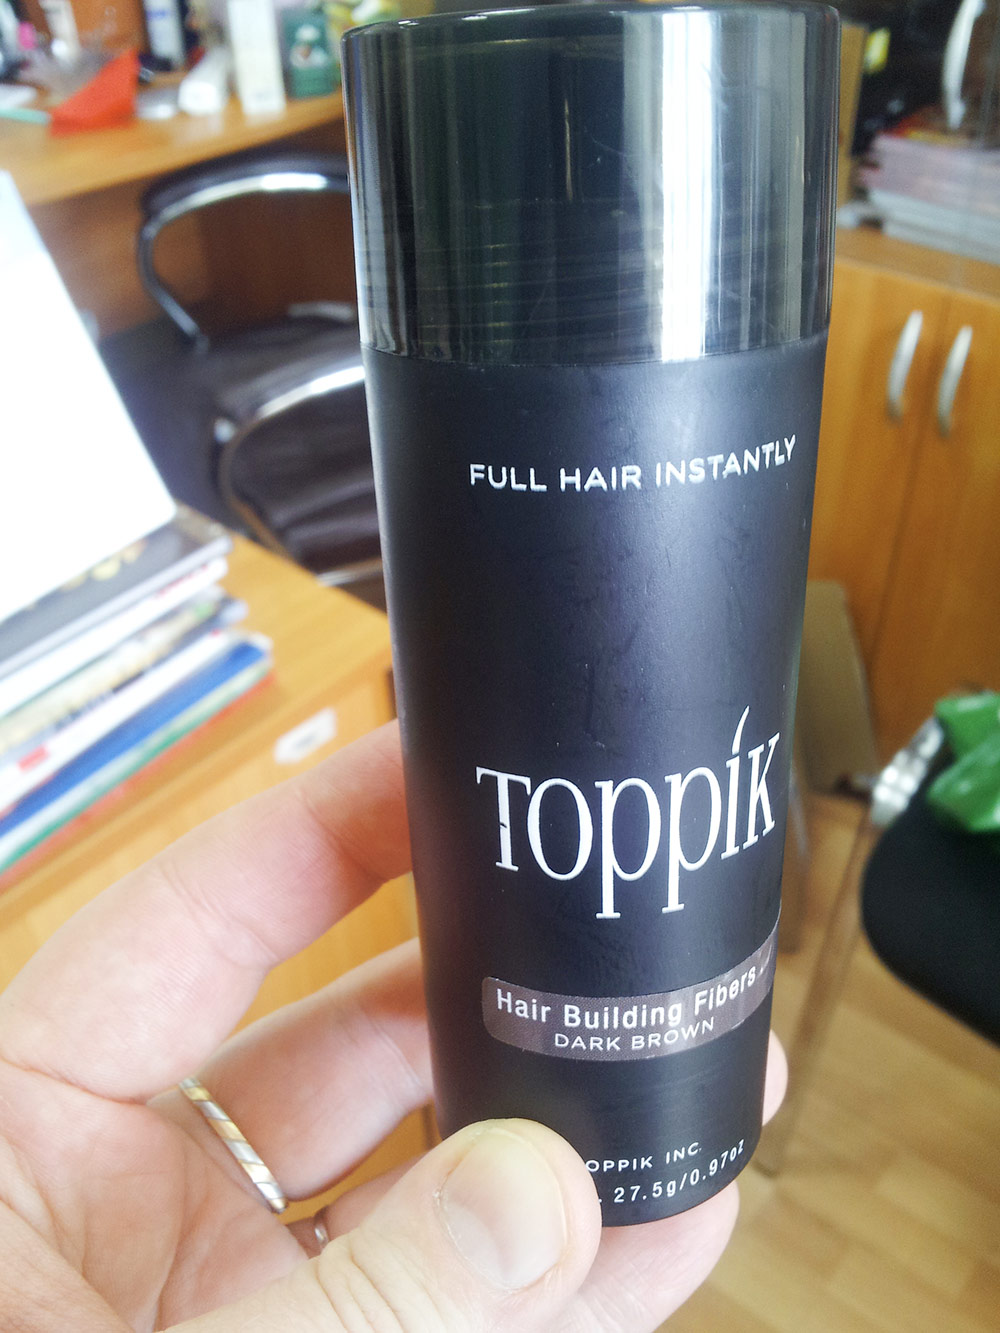 FULL HAIR INSTANTLY
Toppik
Hair Building Fibers
DARK BROWN
OPPIK INC.
27.5g/0.97oz